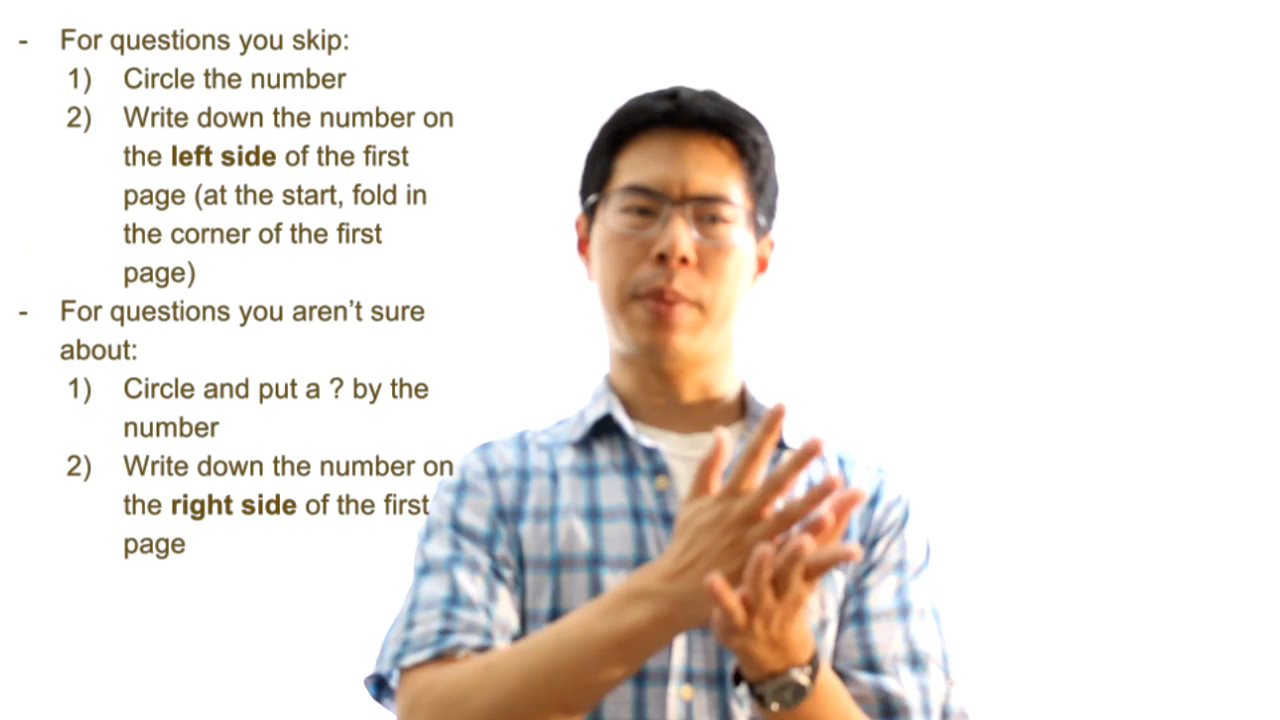 - For questions you skip:
1) Circle the number
2) Write down the number on
the left side of the first
page (at the start, fold in
the corner of the first
page)
- For questions you aren't sure
about:
1) Circle and put a ? by the
number
2) Write down the number on
the right side of the first
page